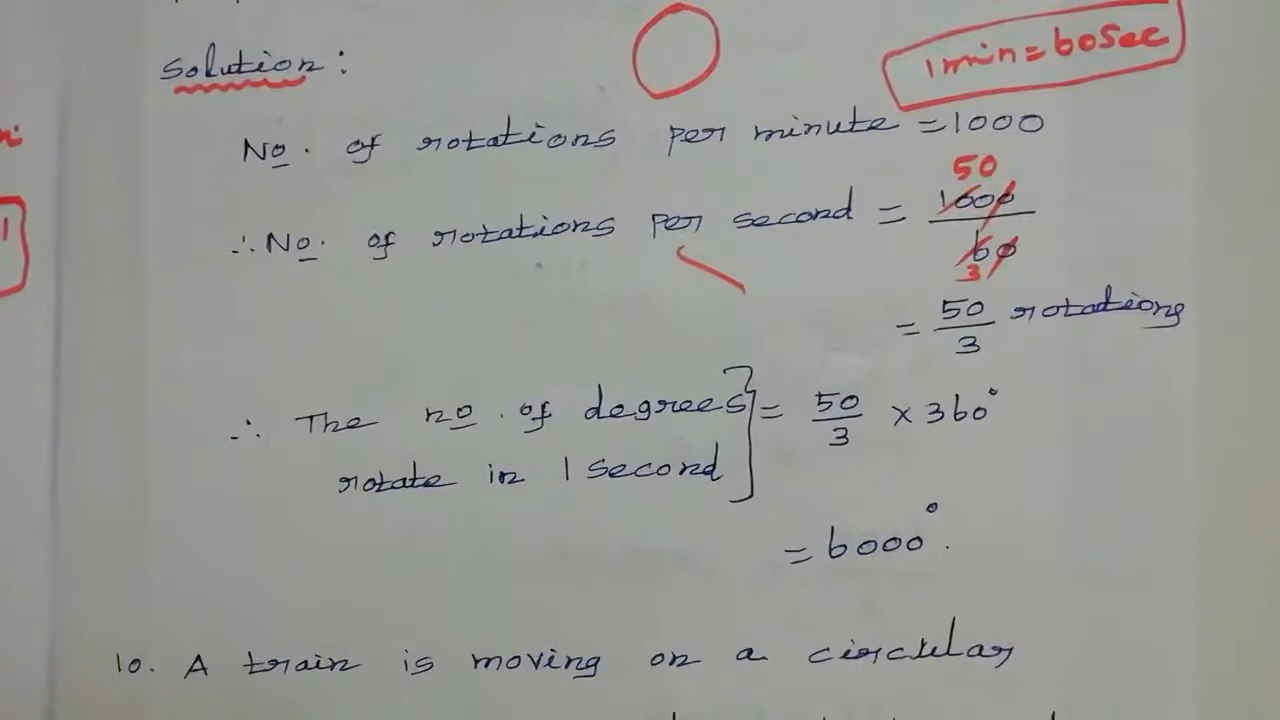 Solution:
1min=60Sec
No. of rotations per minute =1000
50
∴No. of rotations per second = 1000/60
3
= 50/3 rotations
∴ The no. of degrees rotate in 1 second } = 50/3 × 360°
= 6000°.
10. A train is moving on a circular